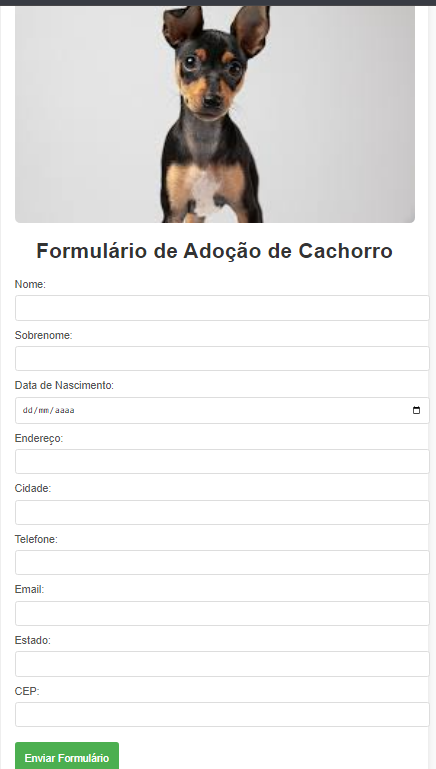 Formulário de Adoção de Cachorro
Nome:
Sobrenome:
Data de Nascimento:
dd/mm/aaaa
Endereço:
Cidade:
Telefone:
Email:
Estado:
CEP:
Enviar Formulário